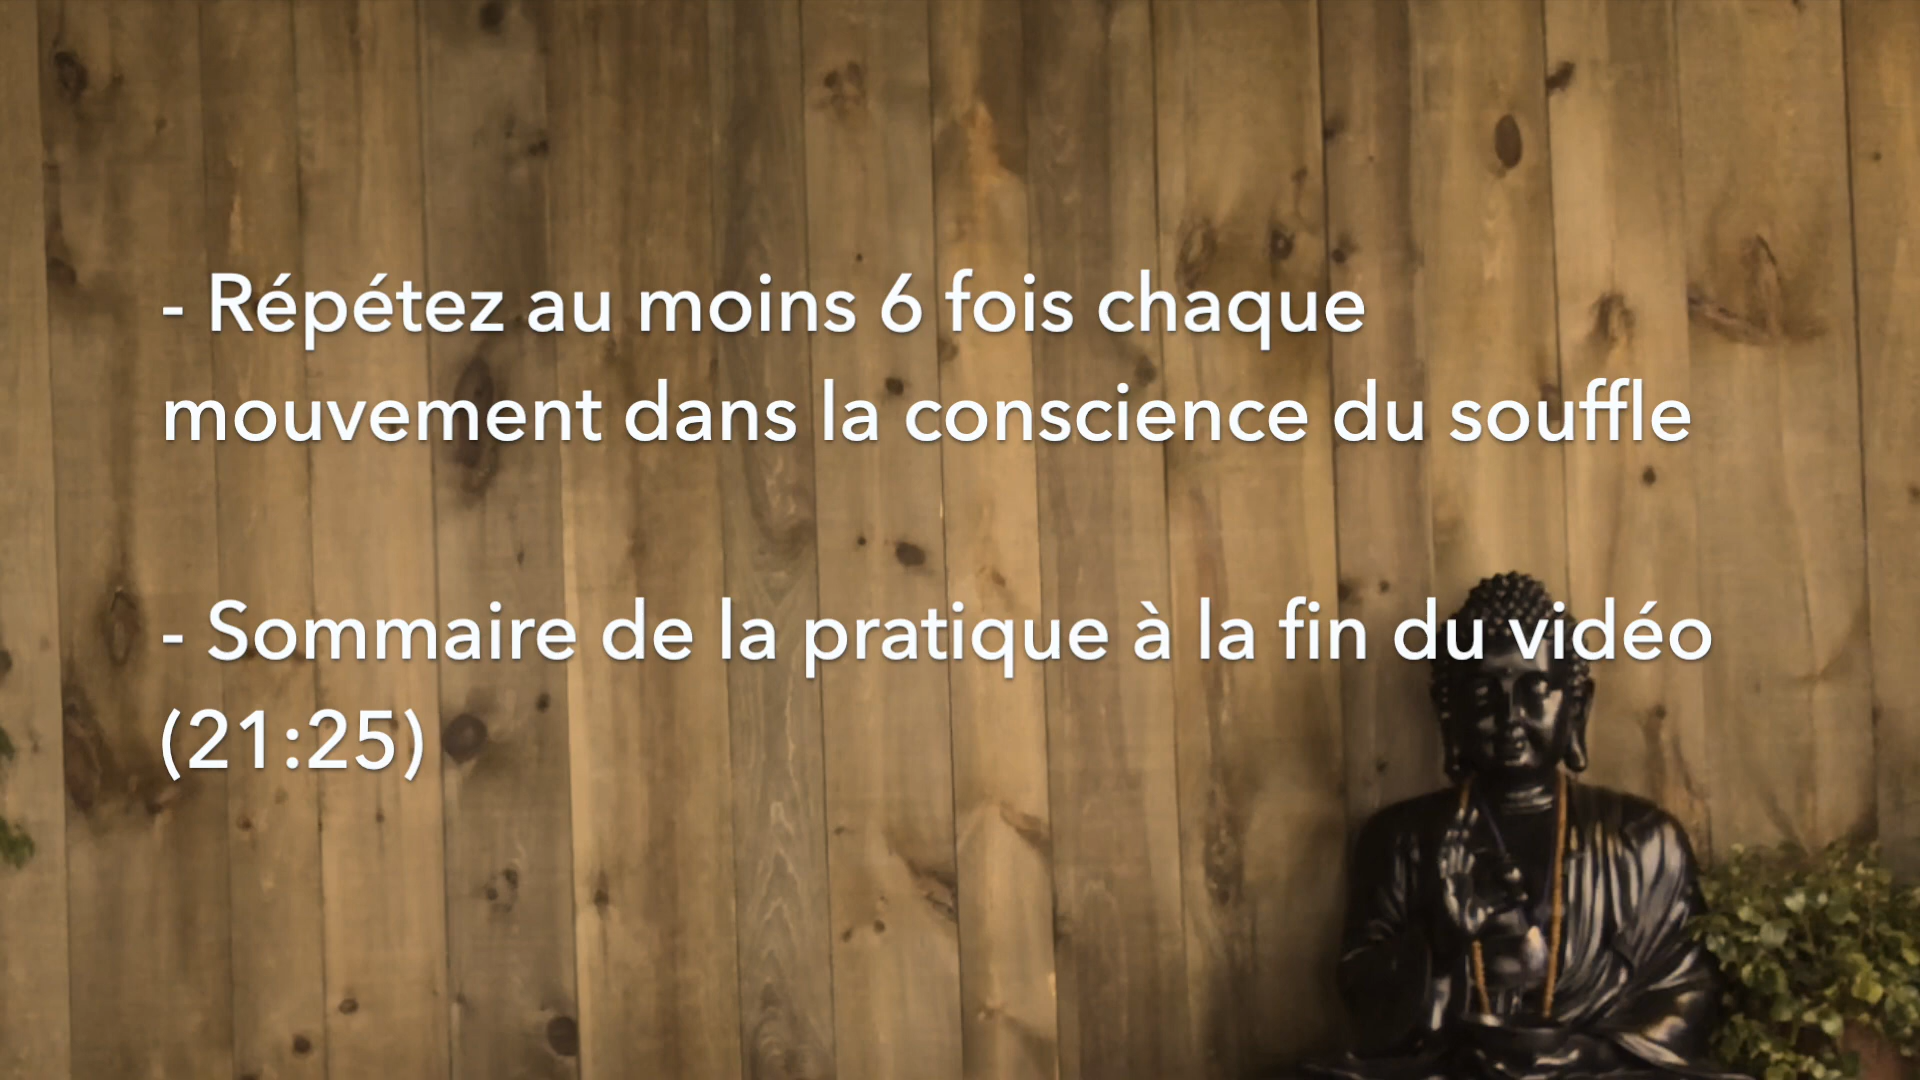 - Répétez au moins 6 fois chaque
mouvement dans la conscience du souffle
- Sommaire de la pratique à la fin du vidéo
(21:25)